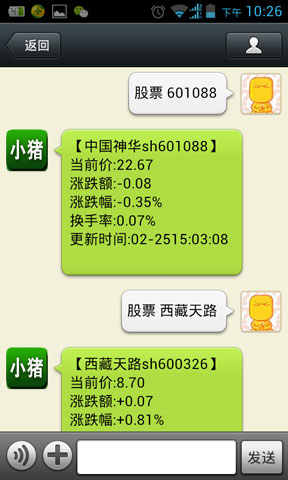 下午 10:26
返回
股票 601088
小猪
【中国神华sh601088】
当前价:22.67
涨跌额:-0.08
涨跌幅:-0.35%
换手率:0.07%
更新时间:02-2515:03:08
股票 西藏天路
小猪
【西藏天路sh600326】
当前价:8.70
涨跌额:+0.07
涨跌幅:+0.81%
发送